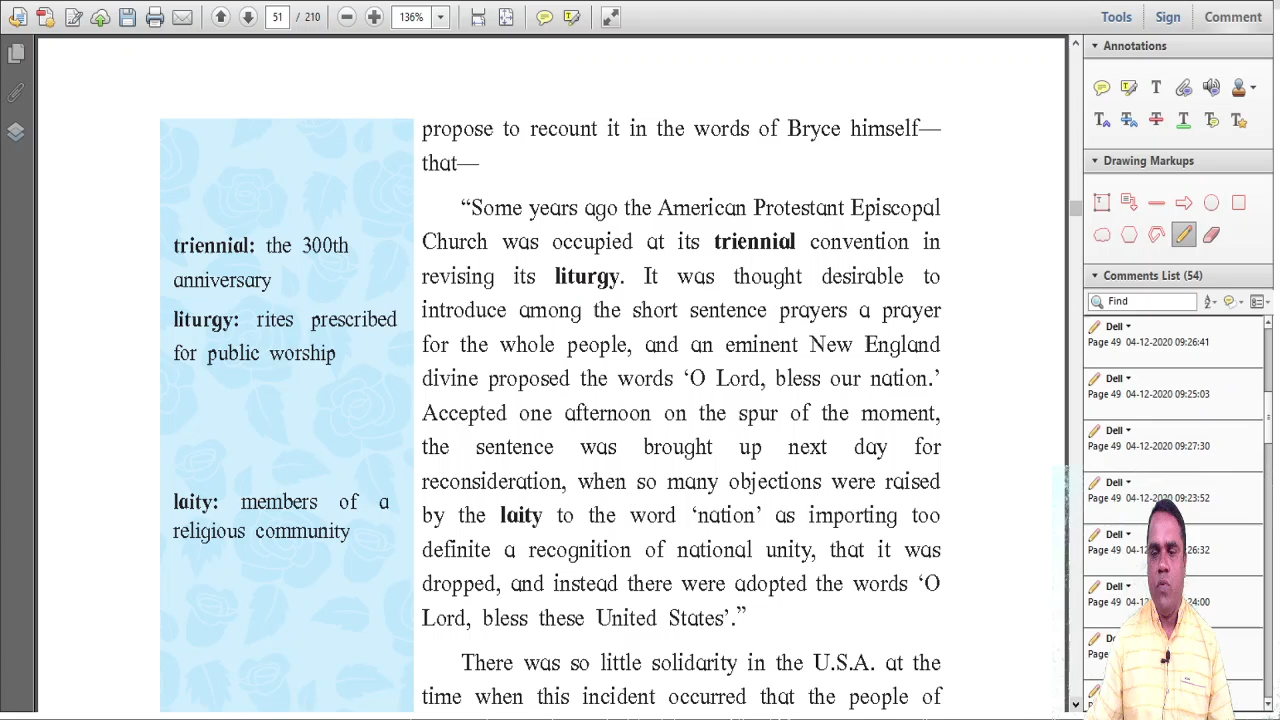 51 / 210
136%
Tools Sign Comment
propose to recount it in the words of Bryce himself—
that—
“Some years ago the American Protestant Episcopal
Church was occupied at its triennial convention in
revising its liturgy. It was thought desirable to
introduce among the short sentence prayers a prayer
for the whole people, and an eminent New England
divine proposed the words ‘O Lord, bless our nation.’
Accepted one afternoon on the spur of the moment,
the sentence was brought up next day for
reconsideration, when so many objections were raised
by the laity to the word ‘nation’ as importing too
definite a recognition of national unity, that it was
dropped, and instead there were adopted the words ‘O
Lord, bless these United States’.”
There was so little solidarity in the U.S.A. at the
time when this incident occurred that the people of
triennial: the 300th
anniversary
liturgy: rites prescribed
for public worship
laity: members of a
religious community
Annotations
Drawing Markups
Comments List (54)
Find
Dell
Page 49 04-12-2020 09:26:41
Dell
Page 49 04-12-2020 09:25:03
Dell
Page 49 04-12-2020 09:27:30
Dell
Page 49 04-12-2020 09:23:52
Dell
Page 49
Dell
Page 49
Page 49